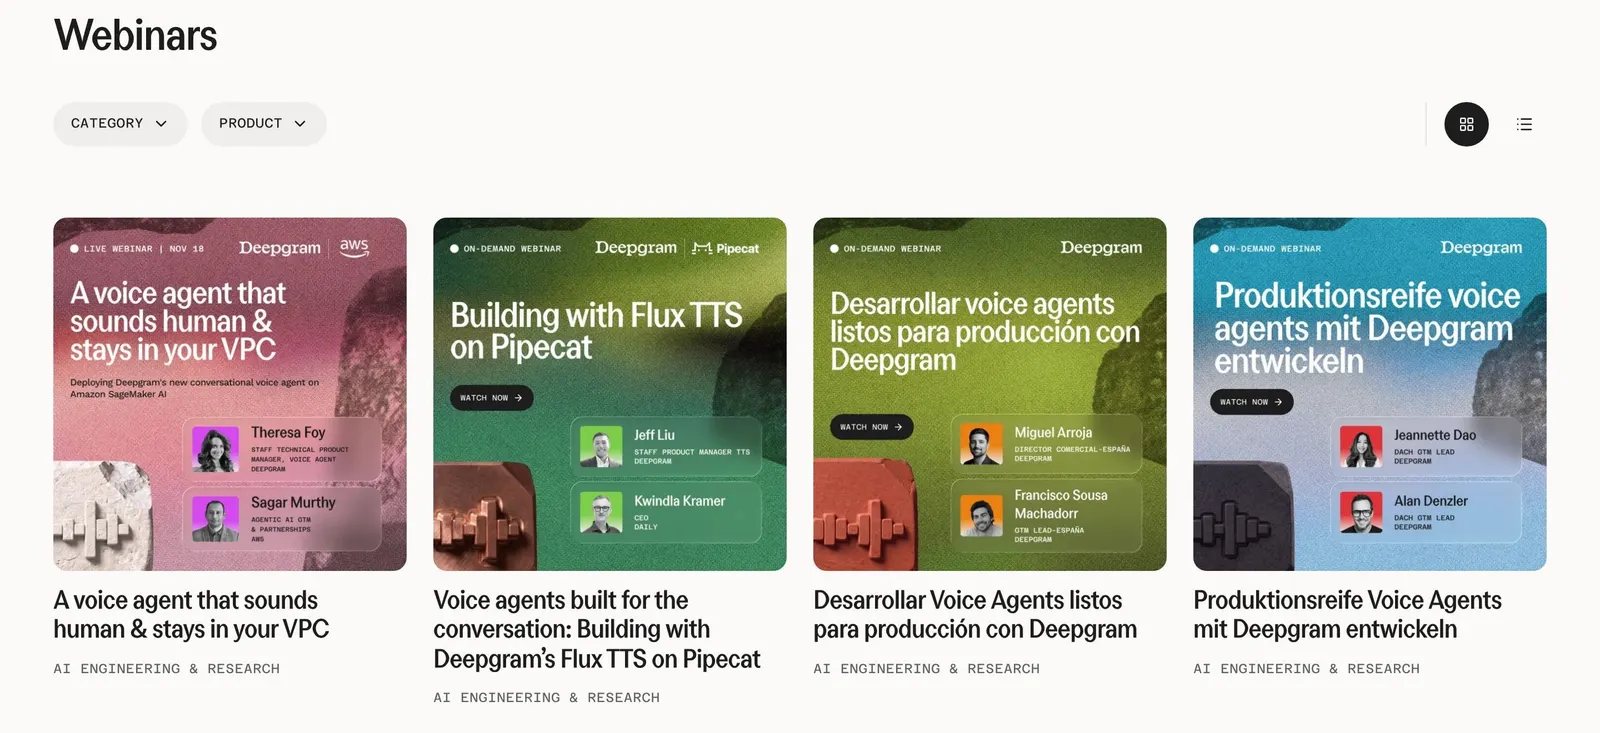 Webinars
CATEGORY
PRODUCT
LIVE WEBINAR | NOV 18
Deepgram
aws
A voice agent that
sounds human &
stays in your VPC
Deploying Deepgram's new conversational voice agent on
Amazon SageMaker AI
Theresa Foy
STAFF TECHNICAL PRODUCT
MANAGER, VOICE AGENT
DEEPGRAM
Sagar Murthy
AGENTIC AI GTM
& PARTNERSHIPS
AWS
A voice agent that sounds
human & stays in your VPC
AI ENGINEERING & RESEARCH
ON-DEMAND WEBINAR
Deepgram
Pipecat
Building with Flux TTS
on Pipecat
WATCH NOW
Jeff Liu
STAFF PRODUCT MANAGER TTS
DEEPGRAM
Kwindla Kramer
CEO
DAILY
Voice agents built for the
conversation: Building with
Deepgram’s Flux TTS on Pipecat
AI ENGINEERING & RESEARCH
ON-DEMAND WEBINAR
Deepgram
Desarrollar voice agents
listos para producción con
Deepgram
WATCH NOW
Miguel Arroja
DIRECTOR COMERCIAL-ESPAÑA
DEEPGRAM
Francisco Sousa
Machadorr
GTM LEAD-ESPAÑA
DEEPGRAM
Desarrollar Voice Agents listos
para producción con Deepgram
AI ENGINEERING & RESEARCH
ON-DEMAND WEBINAR
Deepgram
Produktionsreife voice
agents mit Deepgram
entwickeln
WATCH NOW
Jeannette Dao
DACH GTM LEAD
DEEPGRAM
Alan Denzler
DACH GTM LEAD
DEEPGRAM
Produktionsreife Voice Agents
mit Deepgram entwickeln
AI ENGINEERING & RESEARCH